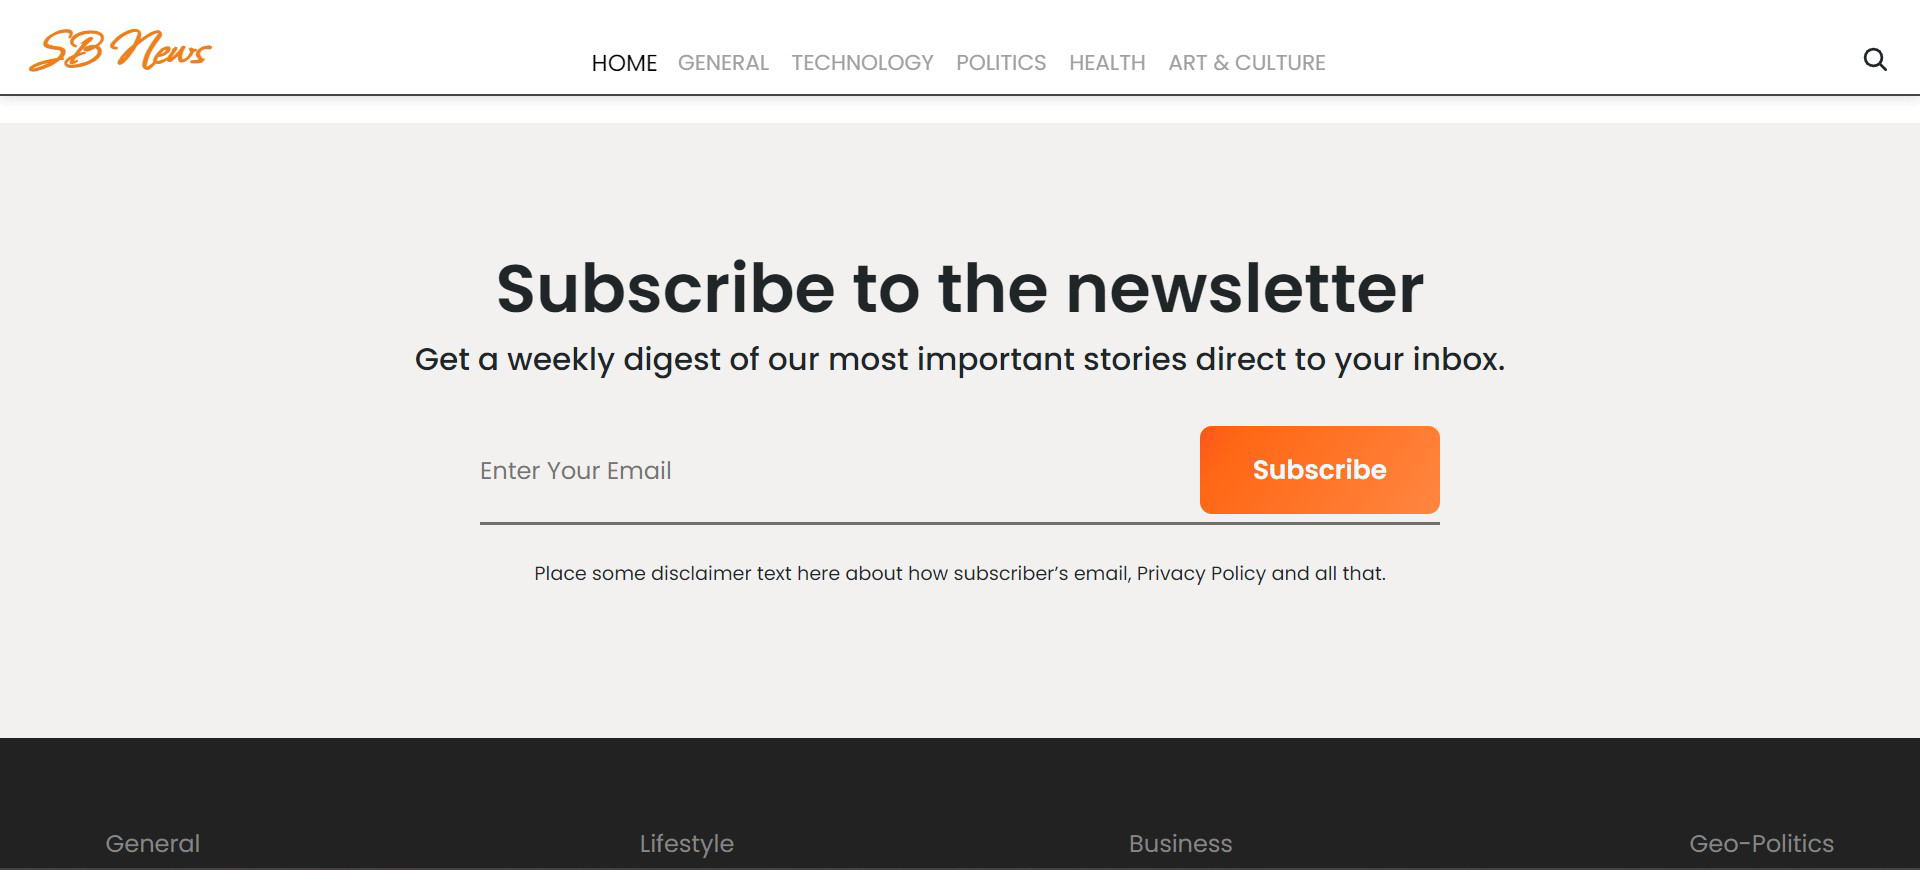 SB News
HOME GENERAL TECHNOLOGY POLITICS HEALTH ART & CULTURE
Subscribe to the newsletter
Get a weekly digest of our most important stories direct to your inbox.
Enter Your Email
Subscribe
Place some disclaimer text here about how subscriber’s email, Privacy Policy and all that.
General Lifestyle Business Geo-Politics